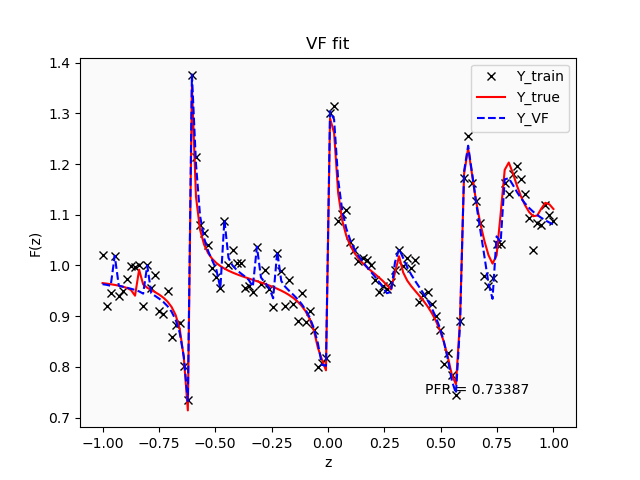 VF fit
1.4
1.3
1.2
1.1
1.0
0.9
0.8
0.7
F(z)
Y_train
Y_true
Y_VF
PFR = 0.73387
−1.00 −0.75 −0.50 −0.25 0.00 0.25 0.50 0.75 1.00
z